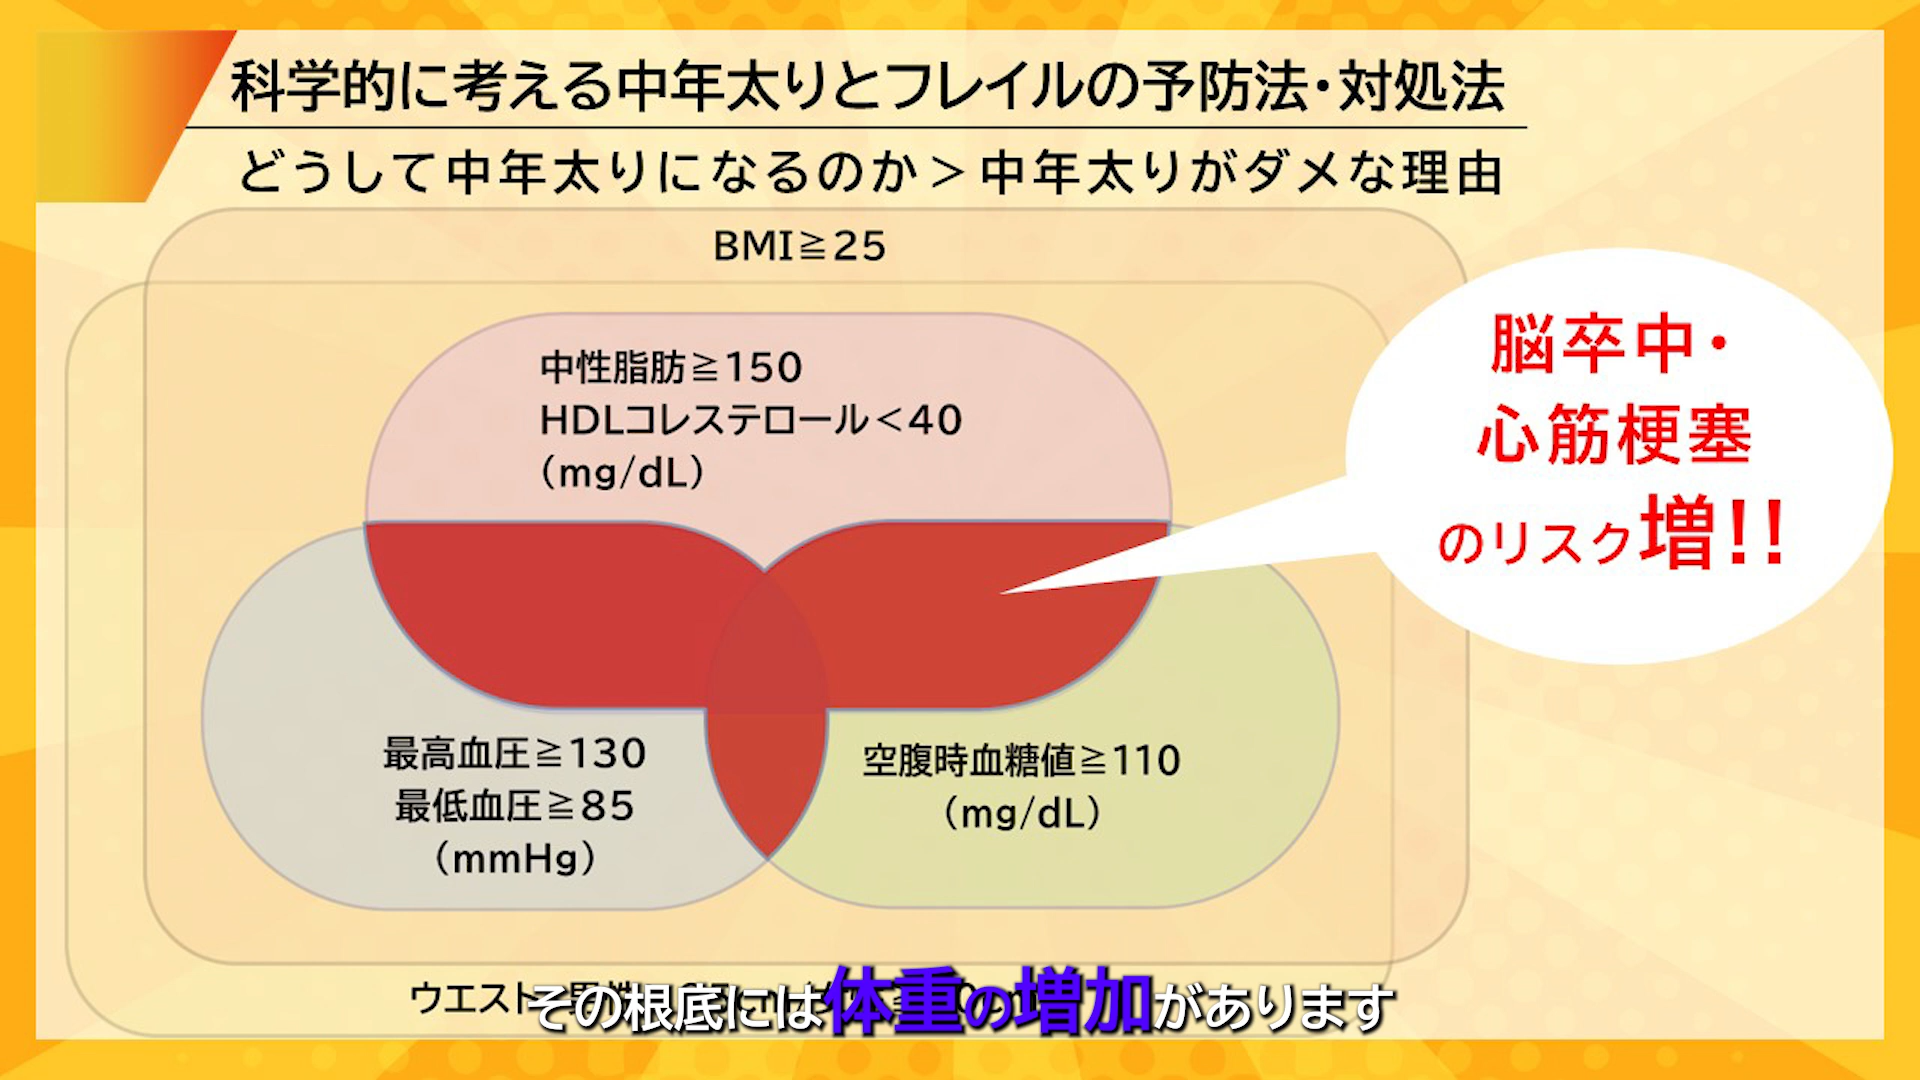 科学的に考える中年太りとフレイルの予防法・対処法
どうして中年太りになるのか＞中年太りがダメな理由
BMI≧25
中性脂肪≧150
HDLコレステロール＜40
（mg/dL）
脳卒中・
心筋梗塞
のリスク増!!
最高血圧≧130
最低血圧≧85
（mmHg）
空腹時血糖値≧110
（mg/dL）
ウエスト
その根底には体重の増加があります